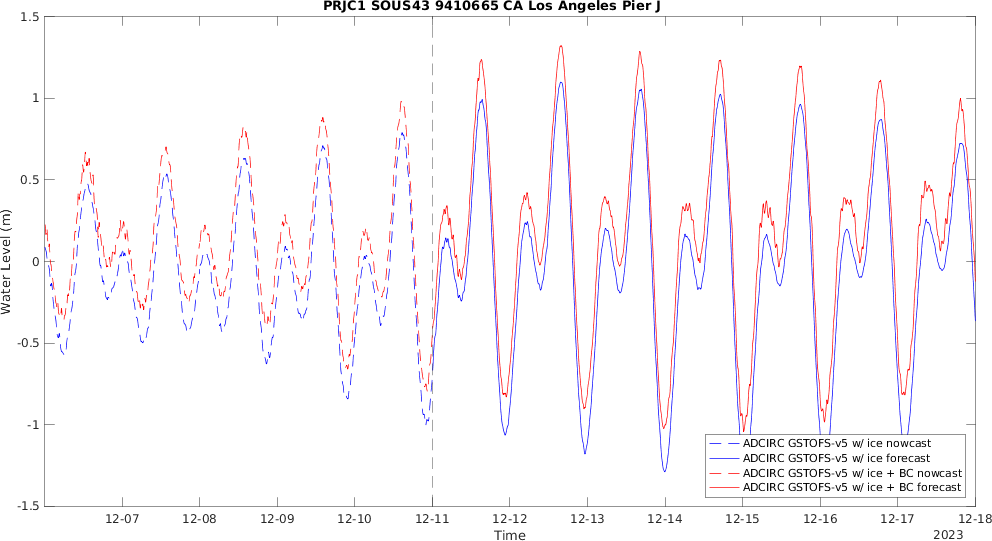 PRJC1 SOUS43 9410665 CA Los Angeles Pier J
1.5
1
0.5
0
-0.5
-1
-1.5
Water Level (m)
ADCIRC GSTOFS-v5 w/ ice nowcast
ADCIRC GSTOFS-v5 w/ ice forecast
ADCIRC GSTOFS-v5 w/ ice + BC nowcast
ADCIRC GSTOFS-v5 w/ ice + BC forecast
12-07 12-08 12-09 12-10 12-11 12-12 12-13 12-14 12-15 12-16 12-17 12-18
Time
2023